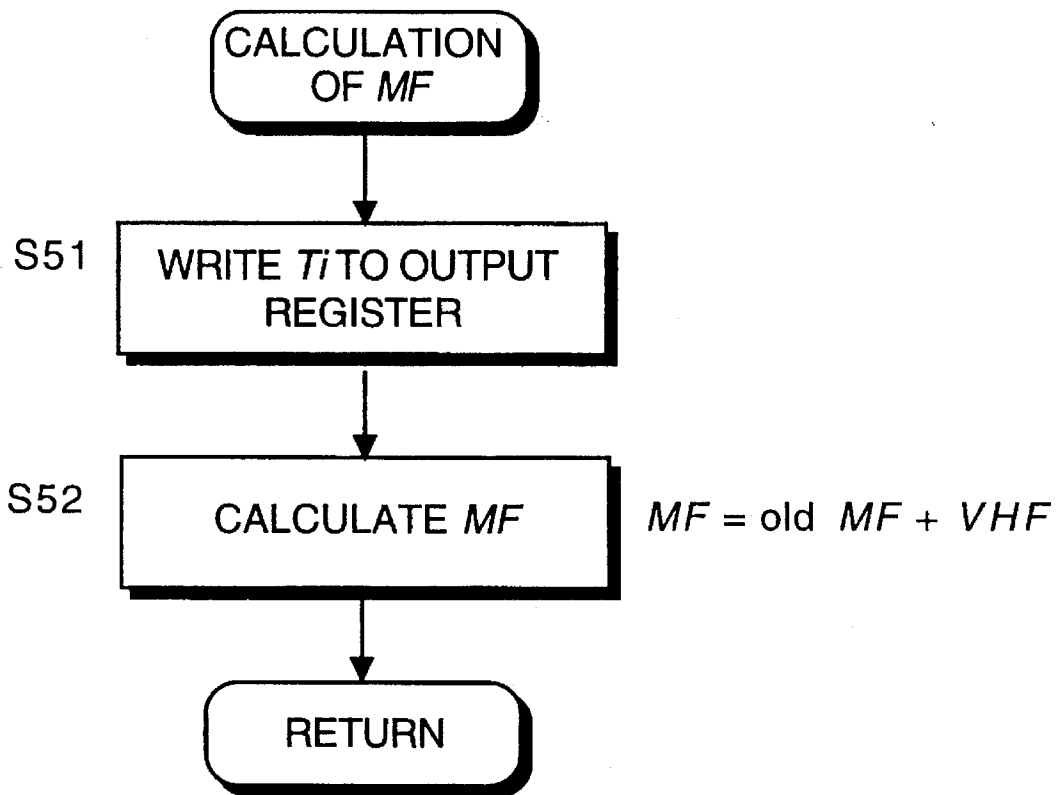 CALCULATION
OF MF
S51
WRITE Ti TO OUTPUT
REGISTER
S52
CALCULATE MF
MF = old MF + VHF
RETURN